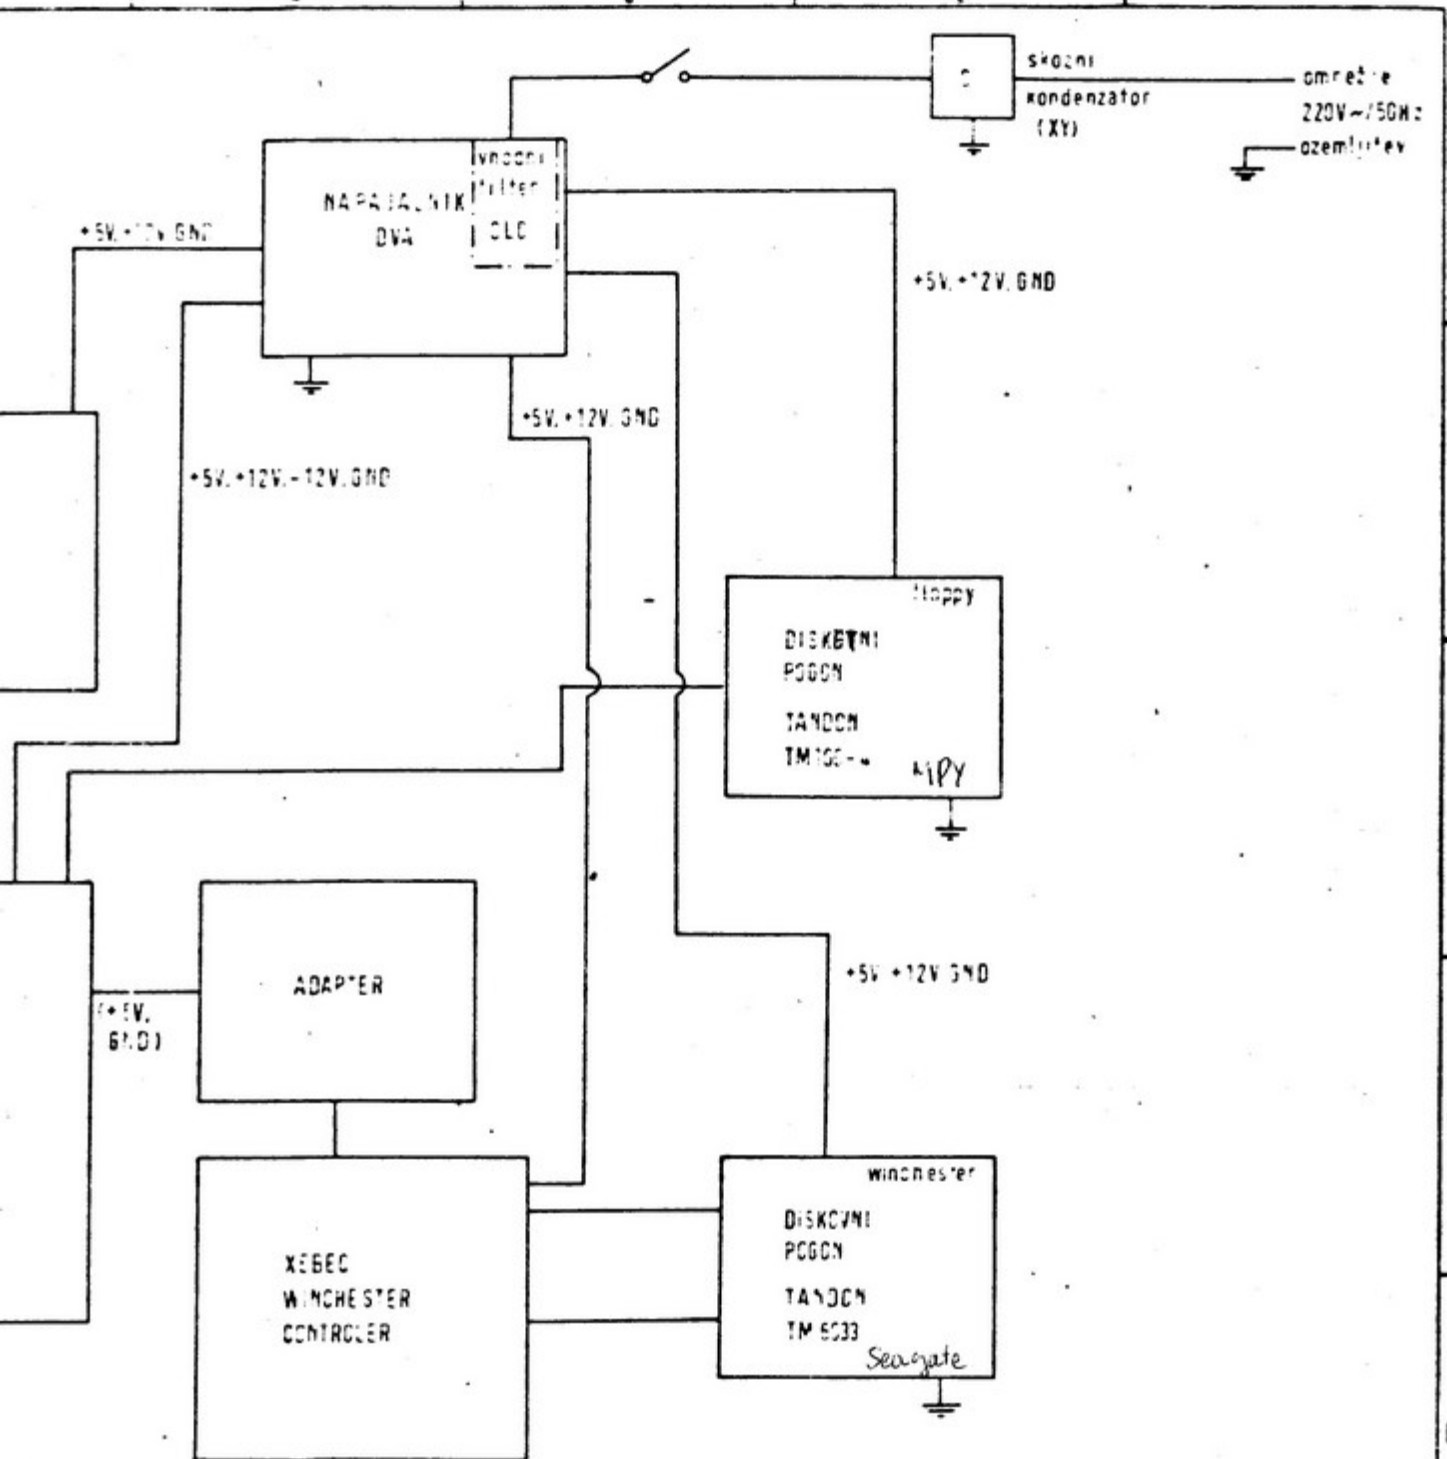 skozni
kondenzator
(XY)
omrežje
220V~/50Hz
ozemljitev
vhodni
filter
CLC
NAPAJALNIK
DVA
+5V.+12V.GND
+5V.+12V.GND
+5V.+12V.GND
+5V.+12V.-12V.GND
floppy
DISKETNI
POGON
TANDON
TM100-4
MPY
ADAPTER
(+5V.
GND)
+5V +12V GND
winchester
DISKOVNI
POGON
TANDON
Seagate
XEBEC
WINCHESTER
CONTROLER